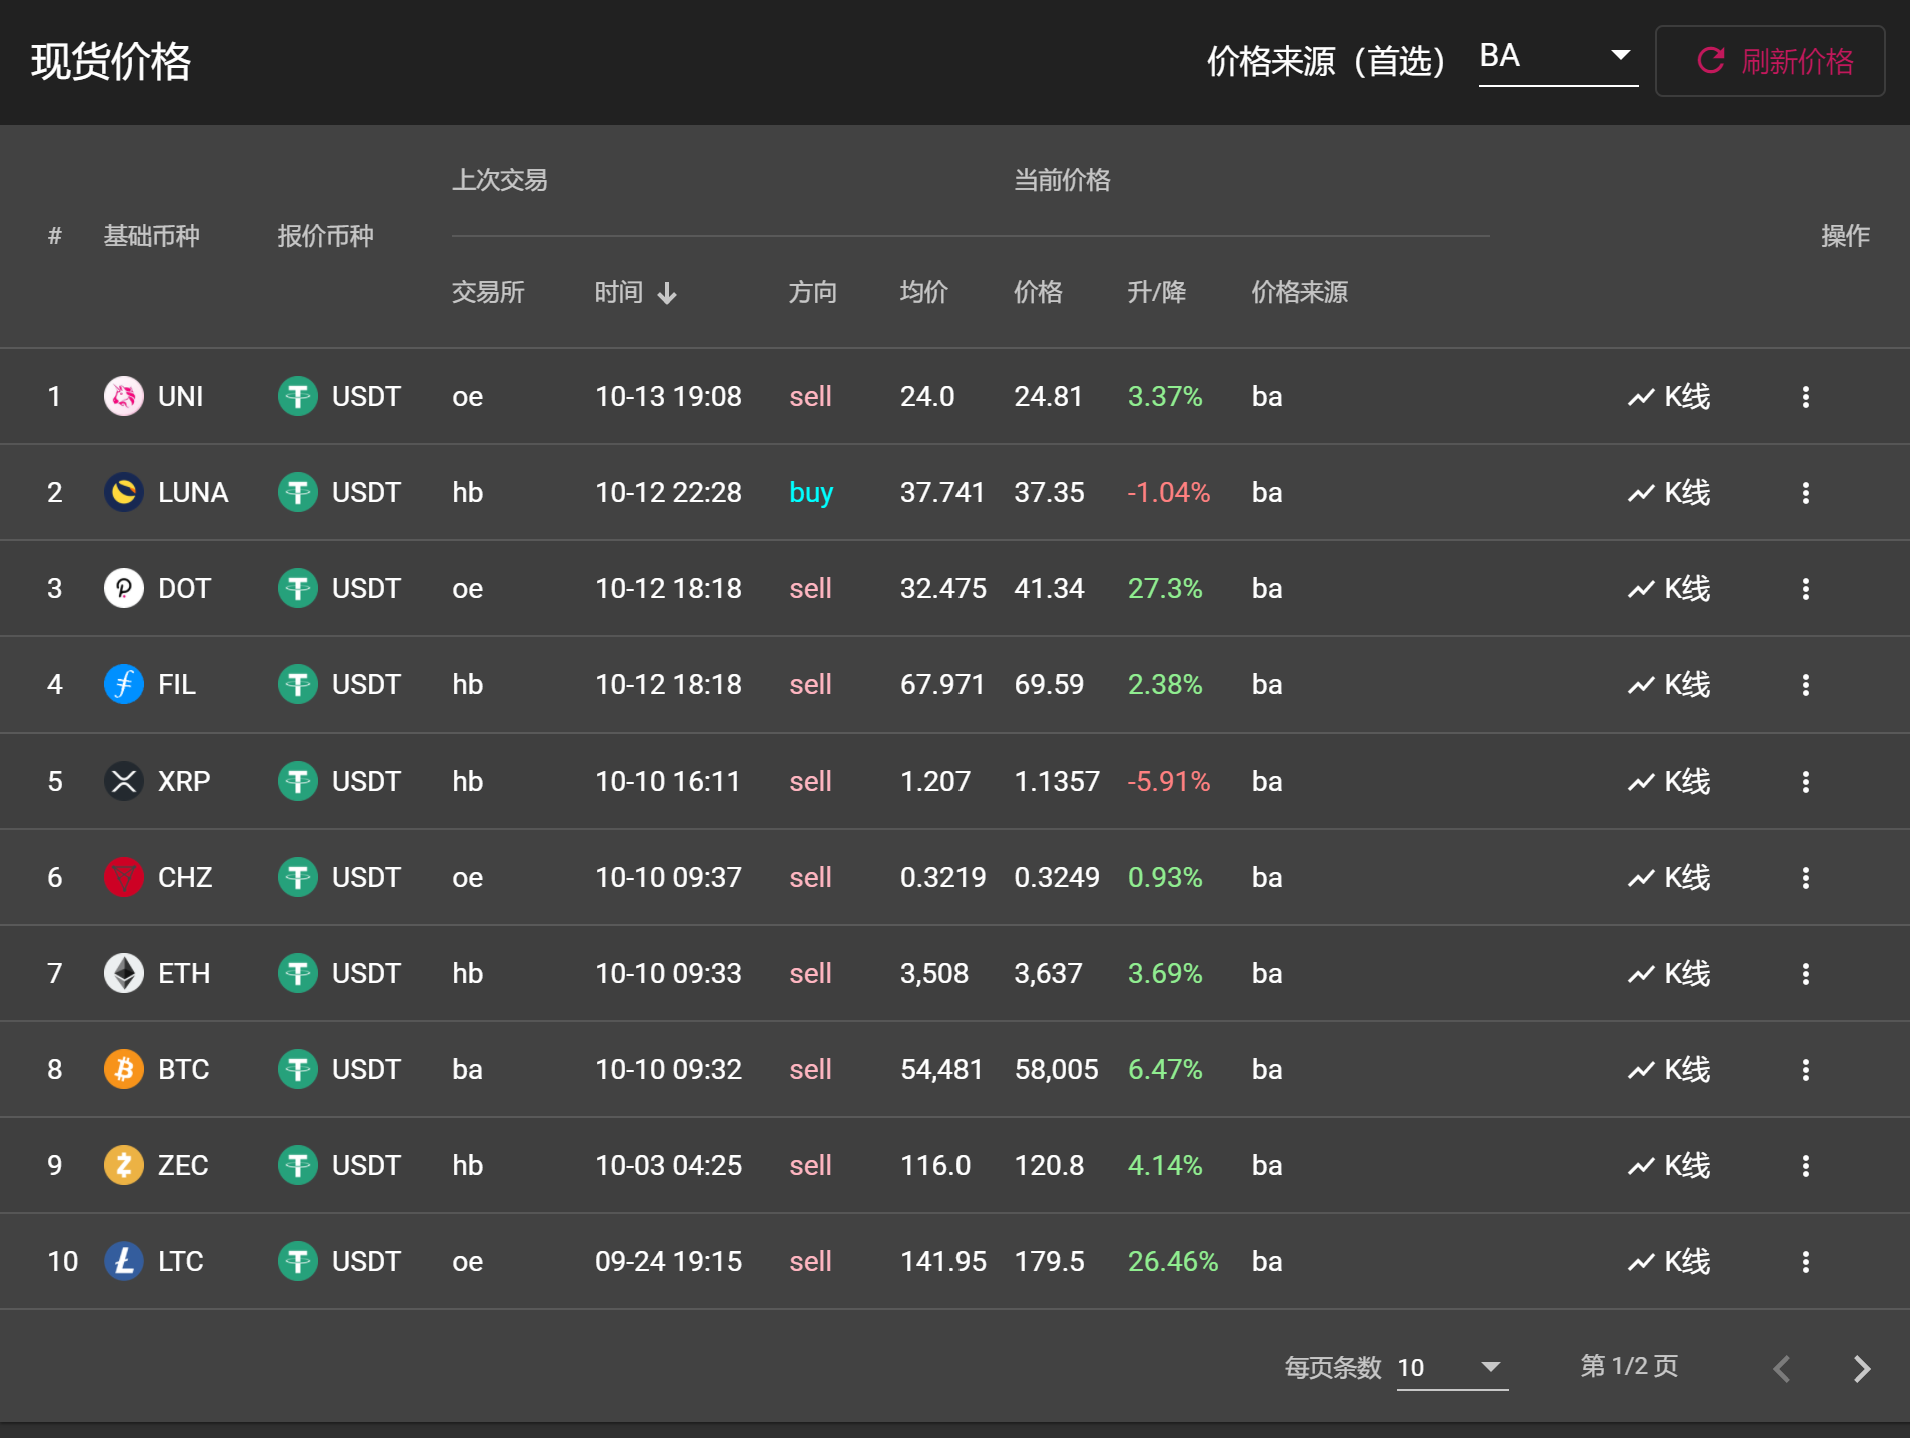 现货价格
价格来源（首选） BA 刷新价格
上次交易 当前价格
# 基础币种 报价币种 操作
交易所 时间 方向 均价 价格 升/降 价格来源
1 UNI USDT oe 10-13 19:08 sell 24.0 24.81 3.37% ba K线
2 LUNA USDT hb 10-12 22:28 buy 37.741 37.35 -1.04% ba K线
3 DOT USDT oe 10-12 18:18 sell 32.475 41.34 27.3% ba K线
4 FIL USDT hb 10-12 18:18 sell 67.971 69.59 2.38% ba K线
5 XRP USDT hb 10-10 16:11 sell 1.207 1.1357 -5.91% ba K线
6 CHZ USDT oe 10-10 09:37 sell 0.3219 0.3249 0.93% ba K线
7 ETH USDT hb 10-10 09:33 sell 3,508 3,637 3.69% ba K线
8 BTC USDT ba 10-10 09:32 sell 54,481 58,005 6.47% ba K线
9 ZEC USDT hb 10-03 04:25 sell 116.0 120.8 4.14% ba K线
10 LTC USDT oe 09-24 19:15 sell 141.95 179.5 26.46% ba K线
每页条数 10 第 1/2 页